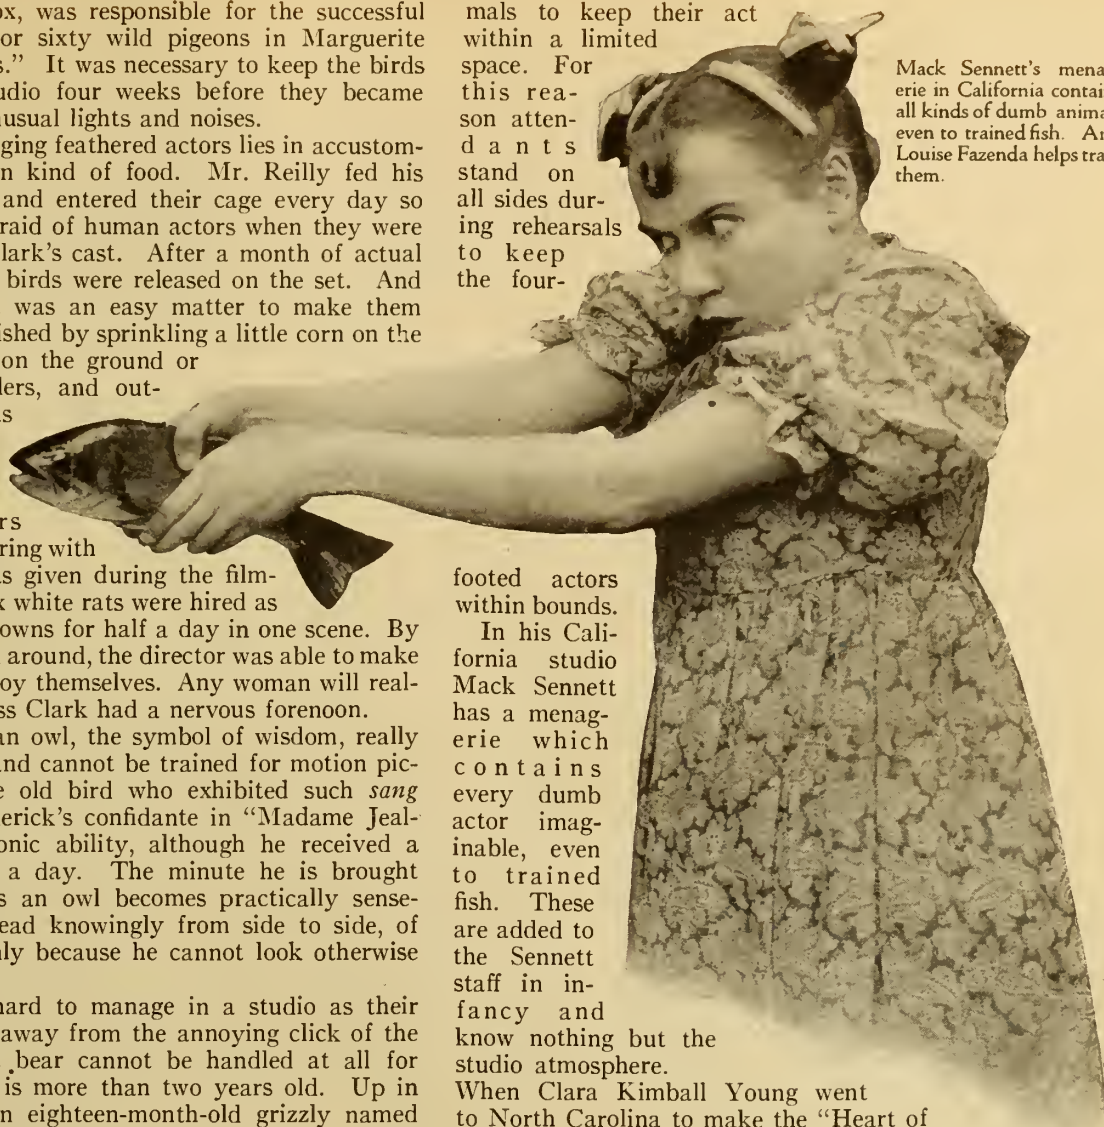 ox, was responsible for the successful
or sixty wild pigeons in Marguerite
s." It was necessary to keep the birds
udio four weeks before they became
nusual lights and noises.
ging feathered actors lies in accustom-
n kind of food. Mr. Reilly fed his
and entered their cage every day so
raid of human actors when they were
lark's cast. After a month of actual
birds were released on the set. And
was an easy matter to make them
ished by sprinkling a little corn on the
on the ground or
lers, and out-
s
rs
ring with
s given during the film-
k white rats were hired as
owns for half a day in one scene. By
around, the director was able to make
oy themselves. Any woman will real-
ss Clark had a nervous forenoon.
an owl, the symbol of wisdom, really
and cannot be trained for motion pic-
e old bird who exhibited such sang
erick's confidante in "Madame Jeal-
onic ability, although he received a
a day. The minute he is brought
s an owl becomes practically sense-
ead knowingly from side to side, of
ly because he cannot look otherwise
hard to manage in a studio as their
away from the annoying click of the
bear cannot be handled at all for
is more than two years old. Up in
n eighteen-month-old grizzly named
mals to keep their act
within a limited
space. For
this rea-
son atten-
dants
stand on
all sides dur-
ing rehearsals
to keep
the four-
footed actors
within bounds.
In his Cali-
fornia studio
Mack Sennett
has a menag-
erie which
contains
every dumb
actor imag-
inable, even
to trained
fish. These
are added to
the Sennett
staff in in-
fancy and
know nothing but the
studio atmosphere.
When Clara Kimball Young went
to North Carolina to make the "Heart of
Mack Sennett's mena
erie in California contai
all kinds of dumb anima
even to trained fish. An
Louise Fazenda helps tra
them.